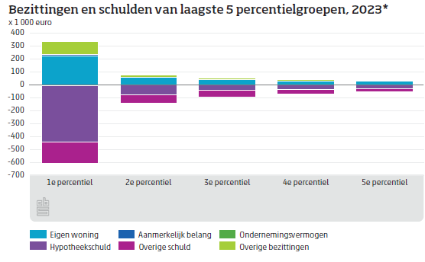 Bezittingen en schulden van laagste 5 percentielgroepen, 2023*
x 1 000 euro
400
300
200
100
0
-100
-200
-300
-400
-500
-600
-700
1e percentiel 2e percentiel 3e percentiel 4e percentiel 5e percentiel
Eigen woning Aanmerkelijk belang Ondernemingsvermogen
Hypotheekschuld Overige schuld Overige bezittingen